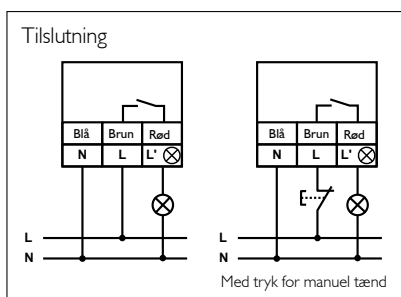 Tilslutning
Blå Brun Rød Blå Brun Rød
N L L' N L L'
L
N
L
N
Med tryk for manuel tænd